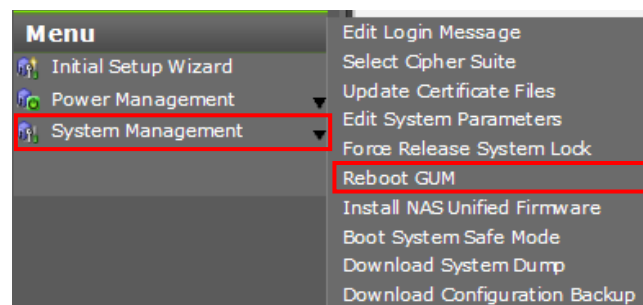 Menu
Initial Setup Wizard
Power Management
System Management
Edit Login Message
Select Cipher Suite
Update Certificate Files
Edit System Parameters
Force Release System Lock
Reboot GUM
Install NAS Unified Firmware
Boot System Safe Mode
Download System Dump
Download Configuration Backup